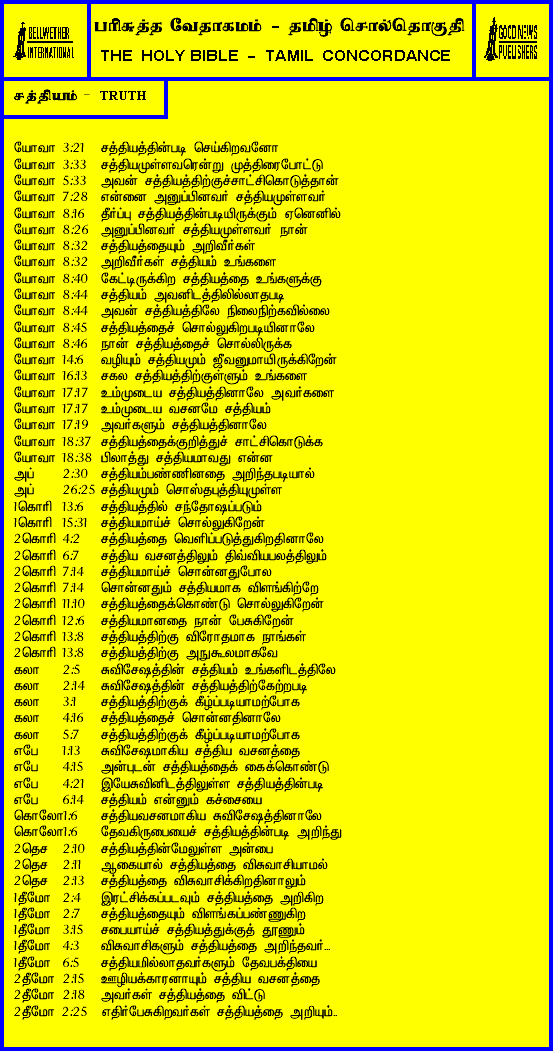 BELLWETHER
INTERNATIONAL
பரிசுத்த வேதாகமம் - தமிழ் சொல்தொகுதி
THE HOLY BIBLE - TAMIL CONCORDANCE
GOOD NEWS
PUBLISHERS
சத்தியம் - TRUTH
யோவா 3:21 சத்தியத்தின்படி செய்கிறவனோ
யோவா 3:33 சத்தியமுள்ளவரென்று முத்திரைபோட்டு
யோவா 5:33 அவன் சத்தியத்திற்குச்சாட்சிகொடுத்தான்
யோவா 7:28 என்னை அனுப்பினவர் சத்தியமுள்ளவர்
யோவா 8:16 தீர்ப்பு சத்தியத்தின்படியிருக்கும் ஏனெனில்
யோவா 8:26 அனுப்பினவர் சத்தியமுள்ளவர் நான்
யோவா 8:32 சத்தியத்தையும் அறிவீர்கள்
யோவா 8:32 அறிவீர்கள் சத்தியம் உங்களை
யோவா 8:40 கேட்டிருக்கிற சத்தியத்தை உங்களுக்கு
யோவா 8:44 சத்தியம் அவனிடத்திலில்லாதபடி
யோவா 8:44 அவன் சத்தியத்திலே நிலைநிற்கவில்லை
யோவா 8:45 சத்தியத்தைச் சொல்லுகிறபடியினாலே
யோவா 8:46 நான் சத்தியத்தைச் சொல்லிருக்க
யோவா 14:6 வழியும் சத்தியமும் ஜீவனுமாயிருக்கிறேன்
யோவா 16:13 சகல சத்தியத்திற்குள்ளும் உங்களை
யோவா 17:17 உம்முடைய சத்தியத்தினாலே அவர்களை
யோவா 17:17 உம்முடைய வசனமே சத்தியம்
யோவா 17:19 அவர்களும் சத்தியத்தினாலே
யோவா 18:37 சத்தியத்தைக்குறித்துச் சாட்சிகொடுக்க
யோவா 18:38 பிலாத்து சத்தியமாவது என்ன
அப் 2:30 சத்தியம்பண்ணினதை அறிந்தபடியால்
அப் 26:25 சத்தியமும் சொஸ்தபுத்தியுமுள்ள
1கொரி 13:6 சத்தியத்தில் சந்தோஷப்படும்
1கொரி 15:31 சத்தியமாய்ச் சொல்லுகிறேன்
2கொரி 4:2 சத்தியத்தை வெளிப்படுத்துகிறதினாலே
2கொரி 6:7 சத்திய வசனத்திலும் திவ்வியபலத்திலும்
2கொரி 7:14 சத்தியமாய்ச் சொன்னதுபோல
2கொரி 7:14 சொன்னதும் சத்தியமாக விளங்கிற்றே
2கொரி 11:10 சத்தியத்தைக்கொண்டு சொல்லுகிறேன்
2கொரி 12:6 சத்தியமானதை நான் பேசுகிறேன்
2கொரி 13:8 சத்தியத்திற்கு விரோதமாக நாங்கள்
2கொரி 13:8 சத்தியத்திற்கு அநுகூலமாகவே
கலா 2:5 சுவிசேஷத்தின் சத்தியம் உங்களிடத்திலே
கலா 2:14 சுவிசேஷத்தின் சத்தியத்திற்கேற்றபடி
கலா 3:1 சத்தியத்திற்குக் கீழ்ப்படியாமற்போக
கலா 4:16 சத்தியத்தைச் சொன்னதினாலே
கலா 5:7 சத்தியத்திற்குக் கீழ்ப்படியாமற்போக
எபே 1:13 சுவிசேஷமாகிய சத்திய வசனத்தை
எபே 4:15 அன்புடன் சத்தியத்தைக் கைக்கொண்டு
எபே 4:21 இயேசுவினிடத்திலுள்ள சத்தியத்தின்படி
எபே 6:14 சத்தியம் என்னும் கச்சையை
கொலோ1:6 சத்தியவசனமாகிய சுவிசேஷத்தினாலே
கொலோ1:6 தேவகிருபையைச் சத்தியத்தின்படி அறிந்து
2தெச 2:10 சத்தியத்தின்மேலுள்ள அன்பை
2தெச 2:11 ஆகையால் சத்தியத்தை விசுவாசியாமல்
2தெச 2:13 சத்தியத்தை விசுவாசிக்கிறதினாலும்
1தீமோ 2:4 இரட்சிக்கப்படவும் சத்தியத்தை அறிகிற
1தீமோ 2:7 சத்தியத்தையும் விளங்கப்பண்ணுகிற
1தீமோ 3:15 சபையாய்ச் சத்தியத்துக்குத் தூணும்
1தீமோ 4:3 விசுவாசிகளும் சத்தியத்தை அறிந்தவர்...
1தீமோ 6:5 சத்தியமில்லாதவர்களும் தேவபக்தியை
2தீமோ 2:15 ஊழியக்காரனாயும் சத்திய வசனத்தை
2தீமோ 2:18 அவர்கள் சத்தியத்தை விட்டு
2தீமோ 2:25 எதிர்பேசுகிறவர்கள் சத்தியத்தை அறியும்..